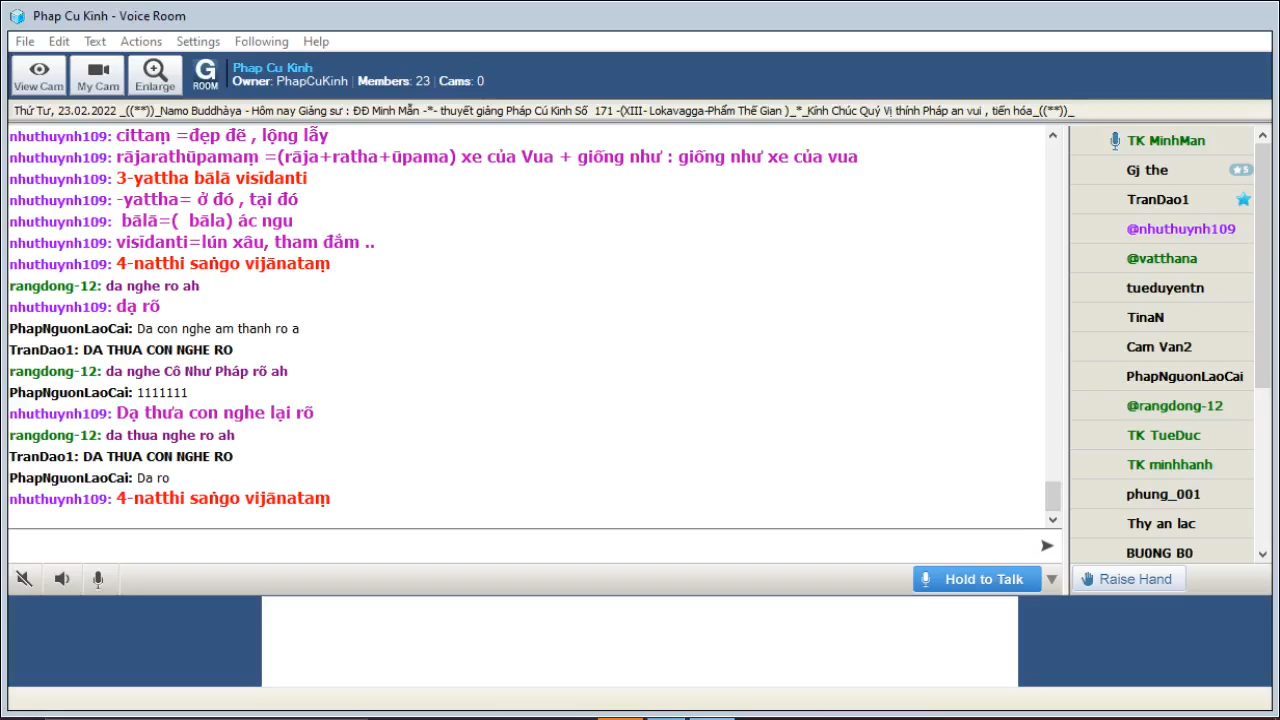 Phap Cu Kinh - Voice Room
File Edit Text Actions Settings Following Help
View Cam My Cam Enlarge G ROOM
Phap Cu Kinh
Owner: PhapCuKinh | Members: 23 | Cams: 0
Thứ Tư, 23.02.2022 _((**))_Namo Buddhàya - Hôm nay Giảng sư : ĐĐ Minh Mẫn -*- thuyết giảng Pháp Cú Kinh Số 171 -(XIII- Lokavagga-Phẩm Thế Gian )_*_Kính Chúc Quý Vị thính Pháp an vui , tiến hóa_((**))_
nhuthuynh109: cittaṃ =đẹp đẽ , lộng lẫy
nhuthuynh109: rājarathūpamaṃ =(rāja+ratha+ūpama) xe của Vua + giống như : giống như xe của vua
nhuthuynh109: 3-yattha bālā visīdanti
nhuthuynh109: -yattha= ở đó , tại đó
nhuthuynh109: bālā=( bāla) ác ngu
nhuthuynh109: visīdanti=lún xâu, tham đắm ..
nhuthuynh109: 4-natthi saṅgo vijānataṃ
rangdong-12: da nghe ro ah
nhuthuynh109: dạ rõ
PhapNguonLaoCai: Da con nghe am thanh ro a
TranDao1: DA THUA CON NGHE RO
rangdong-12: da nghe Cô Như Pháp rõ ah
PhapNguonLaoCai: 1111111
nhuthuynh109: Dạ thưa con nghe lại rõ
rangdong-12: da thua nghe ro ah
TranDao1: DA THUA CON NGHE RO
PhapNguonLaoCai: Da ro
nhuthuynh109: 4-natthi saṅgo vijānataṃ
TK MinhMan
Gj the 5
TranDao1
@nhuthuynh109
@vatthana
tueduyentn
TinaN
Cam Van2
PhapNguonLaoCai
@rangdong-12
TK TueDuc
TK minhhanh
phung_001
Thy an lac
BU0NG B0
Hold to Talk
Raise Hand